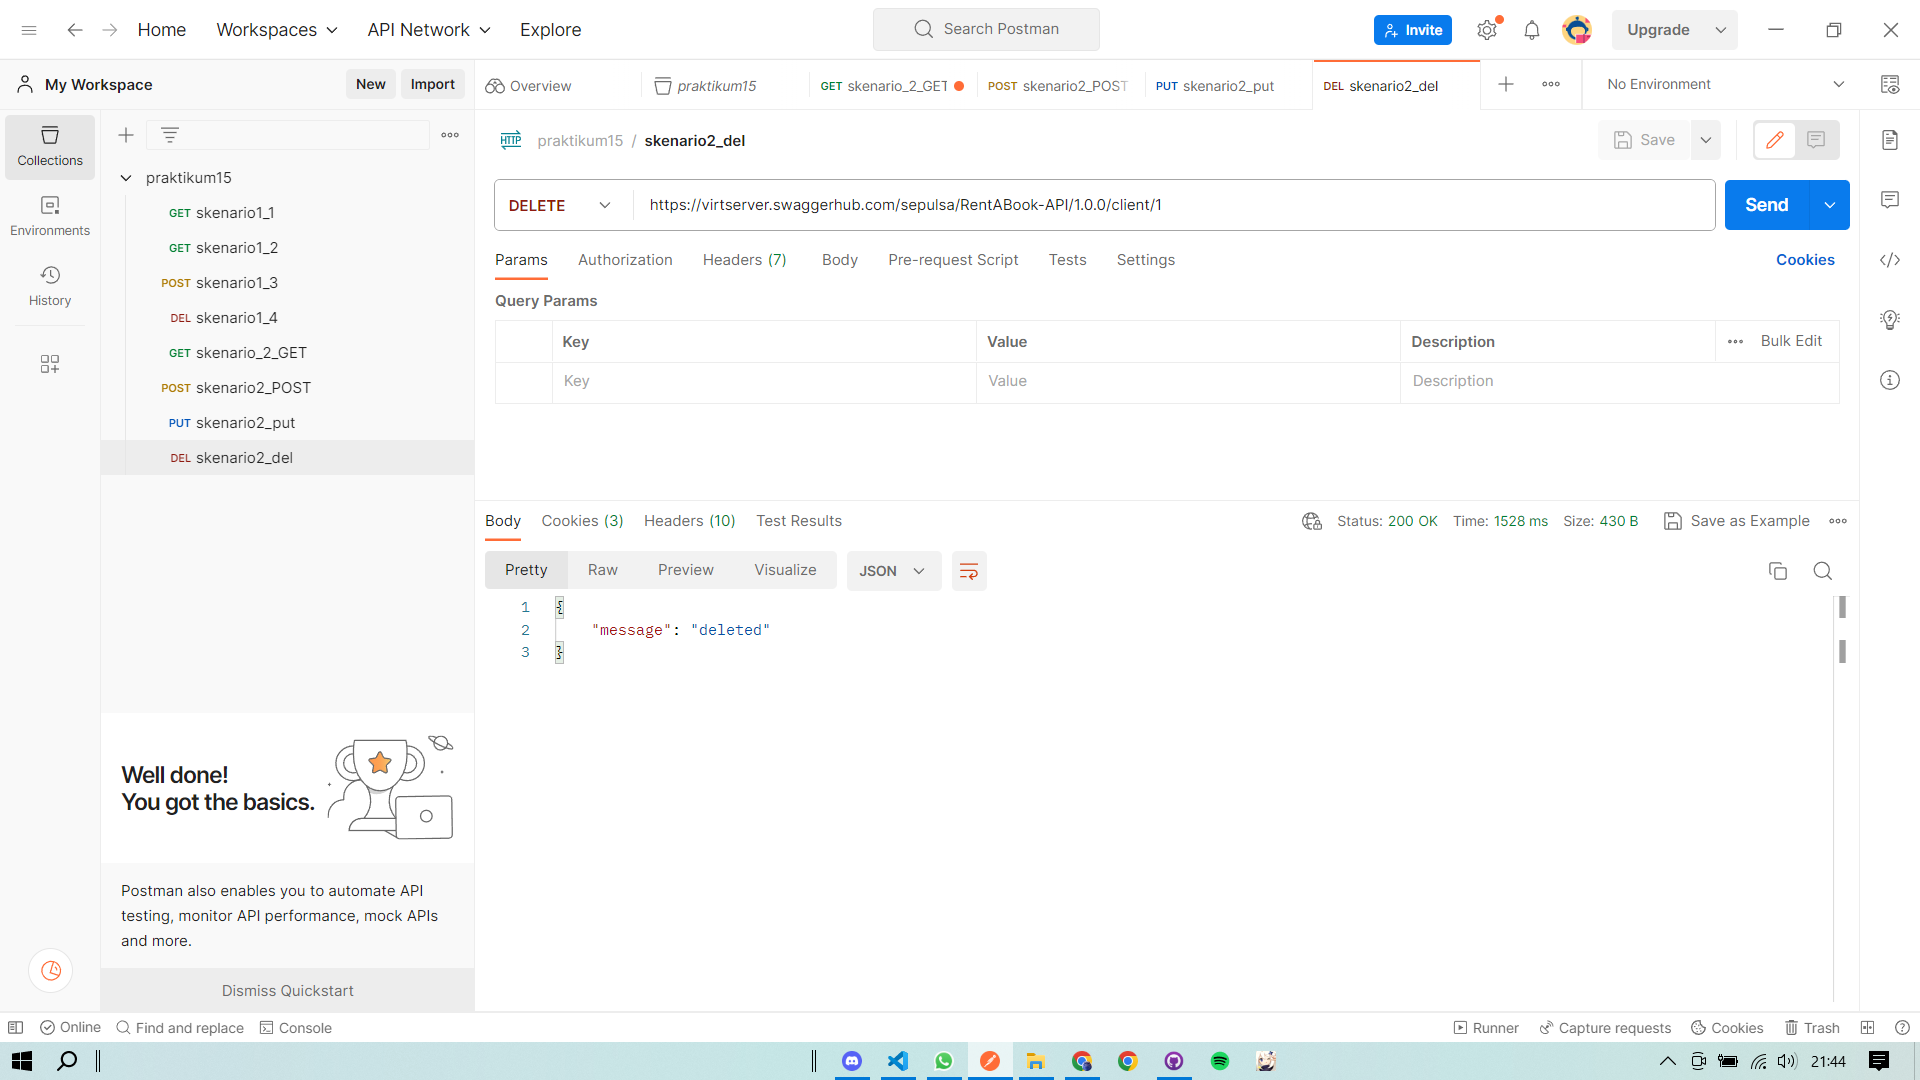 Home Workspaces API Network Explore Search Postman Invite Upgrade
My Workspace New Import Overview praktikum15 GET skenario_2_GET POST skenario2_POST PUT skenario2_put DEL skenario2_del No Environment
Collections
Environments
History
praktikum15
GET skenario1_1
GET skenario1_2
POST skenario1_3
DEL skenario1_4
GET skenario_2_GET
POST skenario2_POST
PUT skenario2_put
DEL skenario2_del
Well done!
You got the basics.
Postman also enables you to automate API
testing, monitor API performance, mock APIs
and more.
Dismiss Quickstart
HTTP praktikum15 / skenario2_del Save
DELETE https://virtserver.swaggerhub.com/sepulsa/RentABook-API/1.0.0/client/1 Send
Params Authorization Headers (7) Body Pre-request Script Tests Settings Cookies
Query Params
Key Value Description Bulk Edit
Key Value Description
Body Cookies (3) Headers (10) Test Results Status: 200 OK Time: 1528 ms Size: 430 B Save as Example
Pretty Raw Preview Visualize JSON
1 {
2 "message": "deleted"
3 }
Online Find and replace Console Runner Capture requests Cookies Trash
21:44